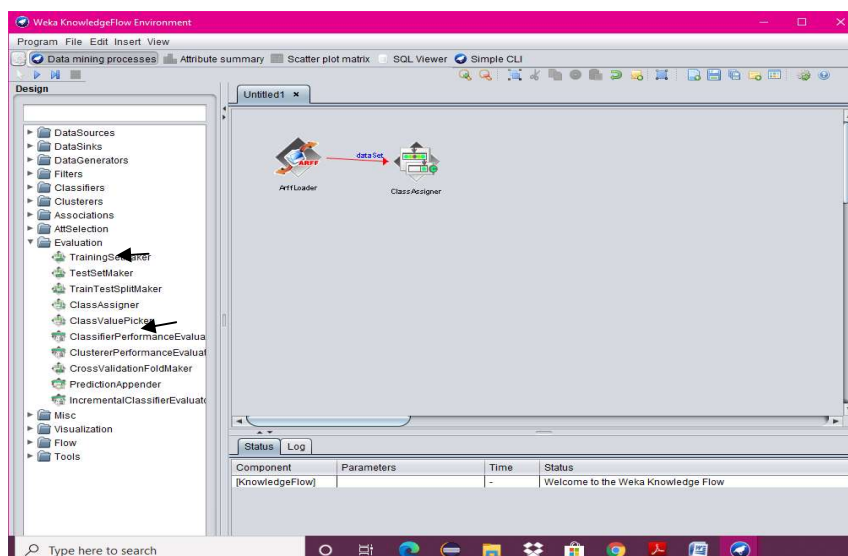 Weka KnowledgeFlow Environment
Program File Edit Insert View
Data mining processes Attribute summary Scatter plot matrix SQL Viewer Simple CLI
Design
Untitled1
DataSources
DataSinks
DataGenerators
Filters
Classifiers
Clusterers
Associations
AttSelection
Evaluation
TrainingSetMaker
TestSetMaker
TrainTestSplitMaker
ClassAssigner
ClassValuePicker
ClassifierPerformanceEvalua
ClustererPerformanceEvaluat
CrossValidationFoldMaker
PredictionAppender
IncrementalClassifierEvaluato
Misc
Visualization
Flow
Tools
ARFF
dataSet
ArffLoader
ClassAssigner
Status Log
Component Parameters Time Status
[KnowledgeFlow] - Welcome to the Weka Knowledge Flow
Type here to search